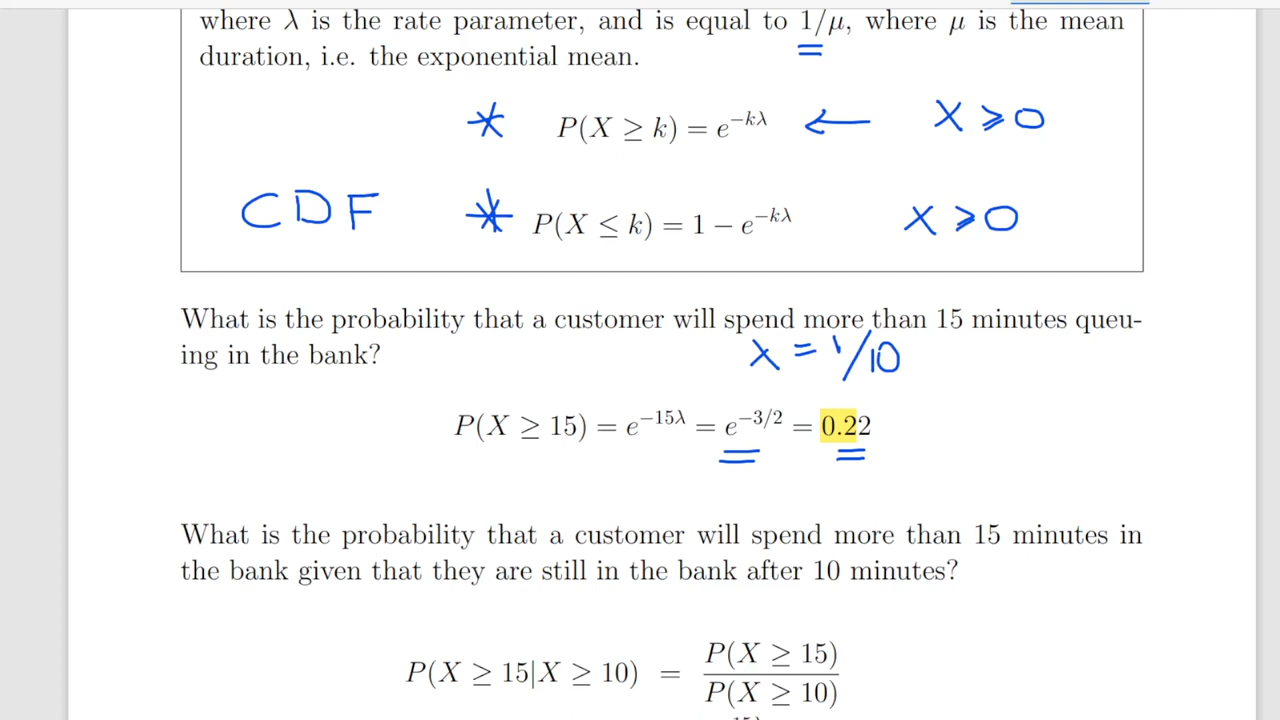 where λ is the rate parameter, and is equal to 1/μ, where μ is the mean
duration, i.e. the exponential mean.
* P(X ≥ k) = e^{−kλ} ← X ⩾ 0
CDF * P(X ≤ k) = 1 − e^{−kλ} X ⩾ 0
What is the probability that a customer will spend more than 15 minutes queu-
ing in the bank?
λ = 1/10
P(X ≥ 15) = e^{−15λ} = e^{−3/2} = 0.22
What is the probability that a customer will spend more than 15 minutes in
the bank given that they are still in the bank after 10 minutes?
P(X ≥ 15|X ≥ 10) = P(X ≥ 15) / P(X ≥ 10)